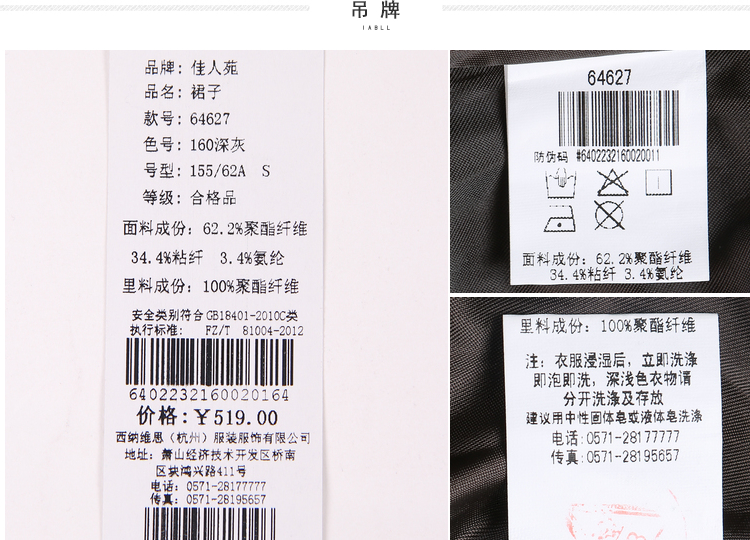 吊牌
LABLL
品牌: 佳人苑
品名: 裙子
款号: 64627
色号: 160深灰
号型: 155/62A S
等级: 合格品
面料成份: 62.2%聚酯纤维
34.4%粘纤 3.4%氨纶
里料成份: 100%聚酯纤维
安全类别符合GB18401-2010C类
执行标准: FZ/T 81004-2012
6402232160020164
价格:￥519.00
西纳维思(杭州)服装服饰有限公司
地址: 萧山经济技术开发区桥南
区块鸿兴路411号
电话: 0571-28177777
传真: 0571-28195657
64627
防伪码 #6402232160020011
面料成份: 62.2%聚酯纤维
34.4%粘纤 3.4%氨纶
里料成份: 100%聚酯纤维
注: 衣服浸湿后, 立即洗涤
即泡即洗, 深浅色衣物请
分开洗涤及存放
建议用中性固体皂或液体皂洗涤
电话:0571-28177777
传真:0571-28195657